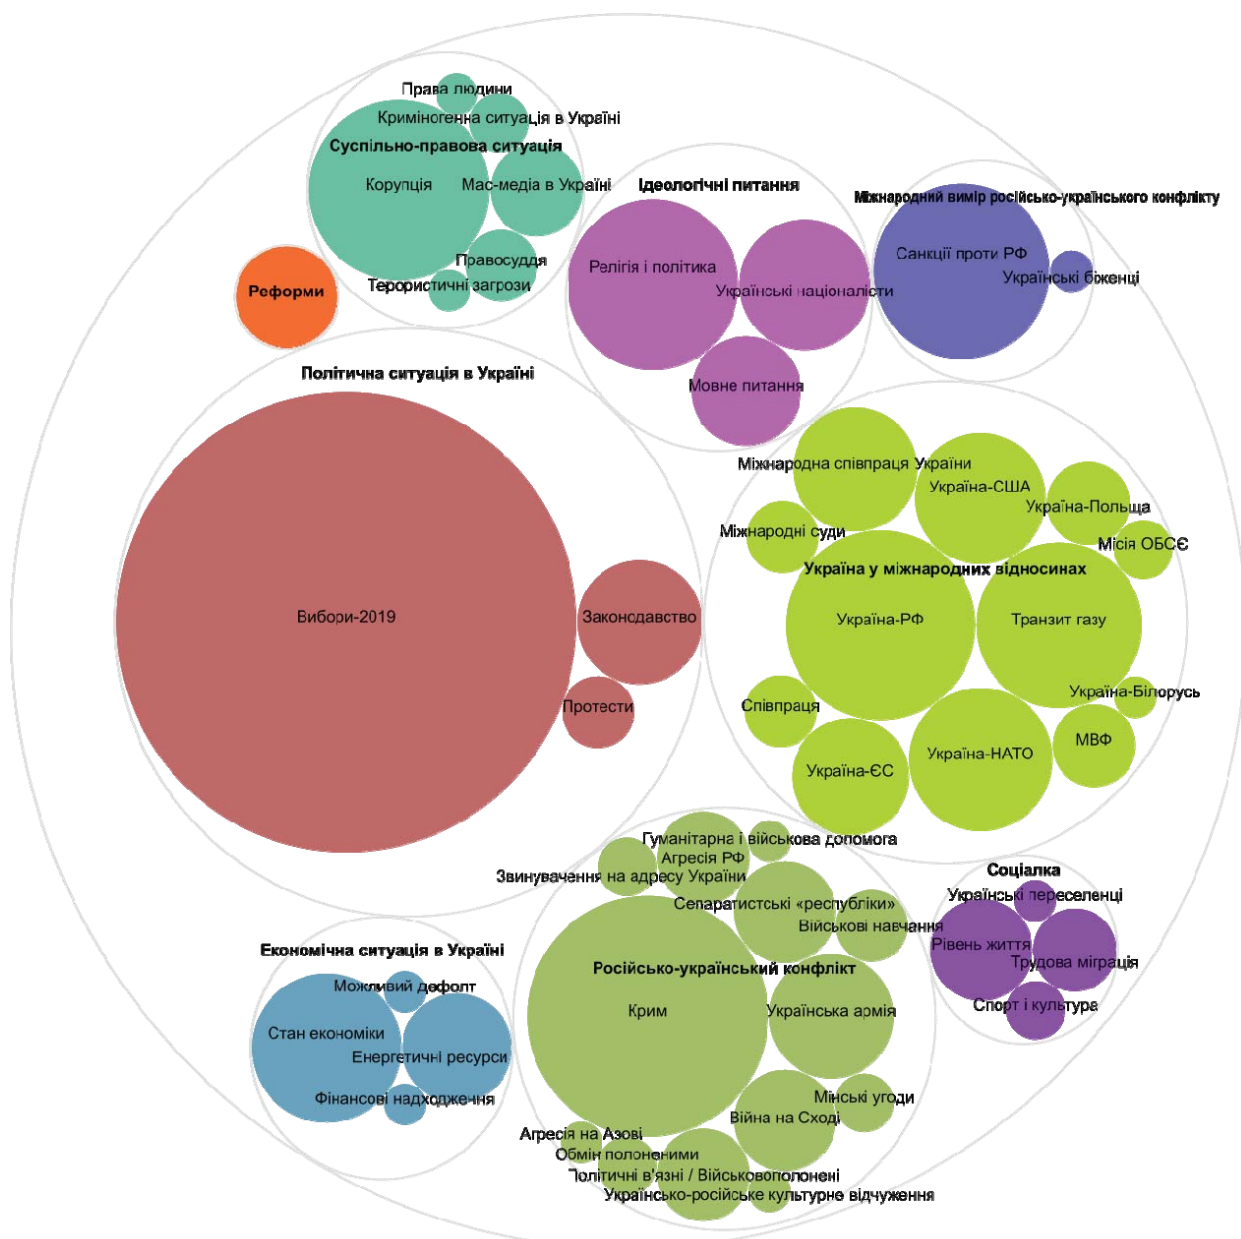 Права людини
Криміногенна ситуація в Україні
Суспільно-правова ситуація
Корупція
Мас-медіа в Україні
Правосуддя
Терористичні загрози
Реформи
Ідеологічні питання
Релігія і політика
Українські націоналісти
Мовне питання
Міжнародний вимір російсько-українського конфлікту
Санкції проти РФ
Українські біженці
Політична ситуація в Україні
Вибори-2019
Законодавство
Протести
Міжнародна співпраця України
Україна-США
Україна-Польща
Міжнародні суди
Місія ОБСЄ
Україна у міжнародних відносинах
Україна-РФ
Транзит газу
Україна-Білорусь
Співпраця
МВФ
Україна-НАТО
Україна-ЄС
Гуманітарна і військова допомога
Агресія РФ
Звинувачення на адресу України
Сепаратистські «республіки»
Військові навчання
Російсько-український конфлікт
Крим
Українська армія
Мінські угоди
Війна на Сході
Агресія на Азові
Обмін полоненими
Політичні в'язні / Військовополонені
Українсько-російське культурне відчуження
Соціалка
Українські переселенці
Рівень життя
Трудова міграція
Спорт і культура
Економічна ситуація в Україні
Можливий дефолт
Стан економіки
Енергетичні ресурси
Фінансові надходження